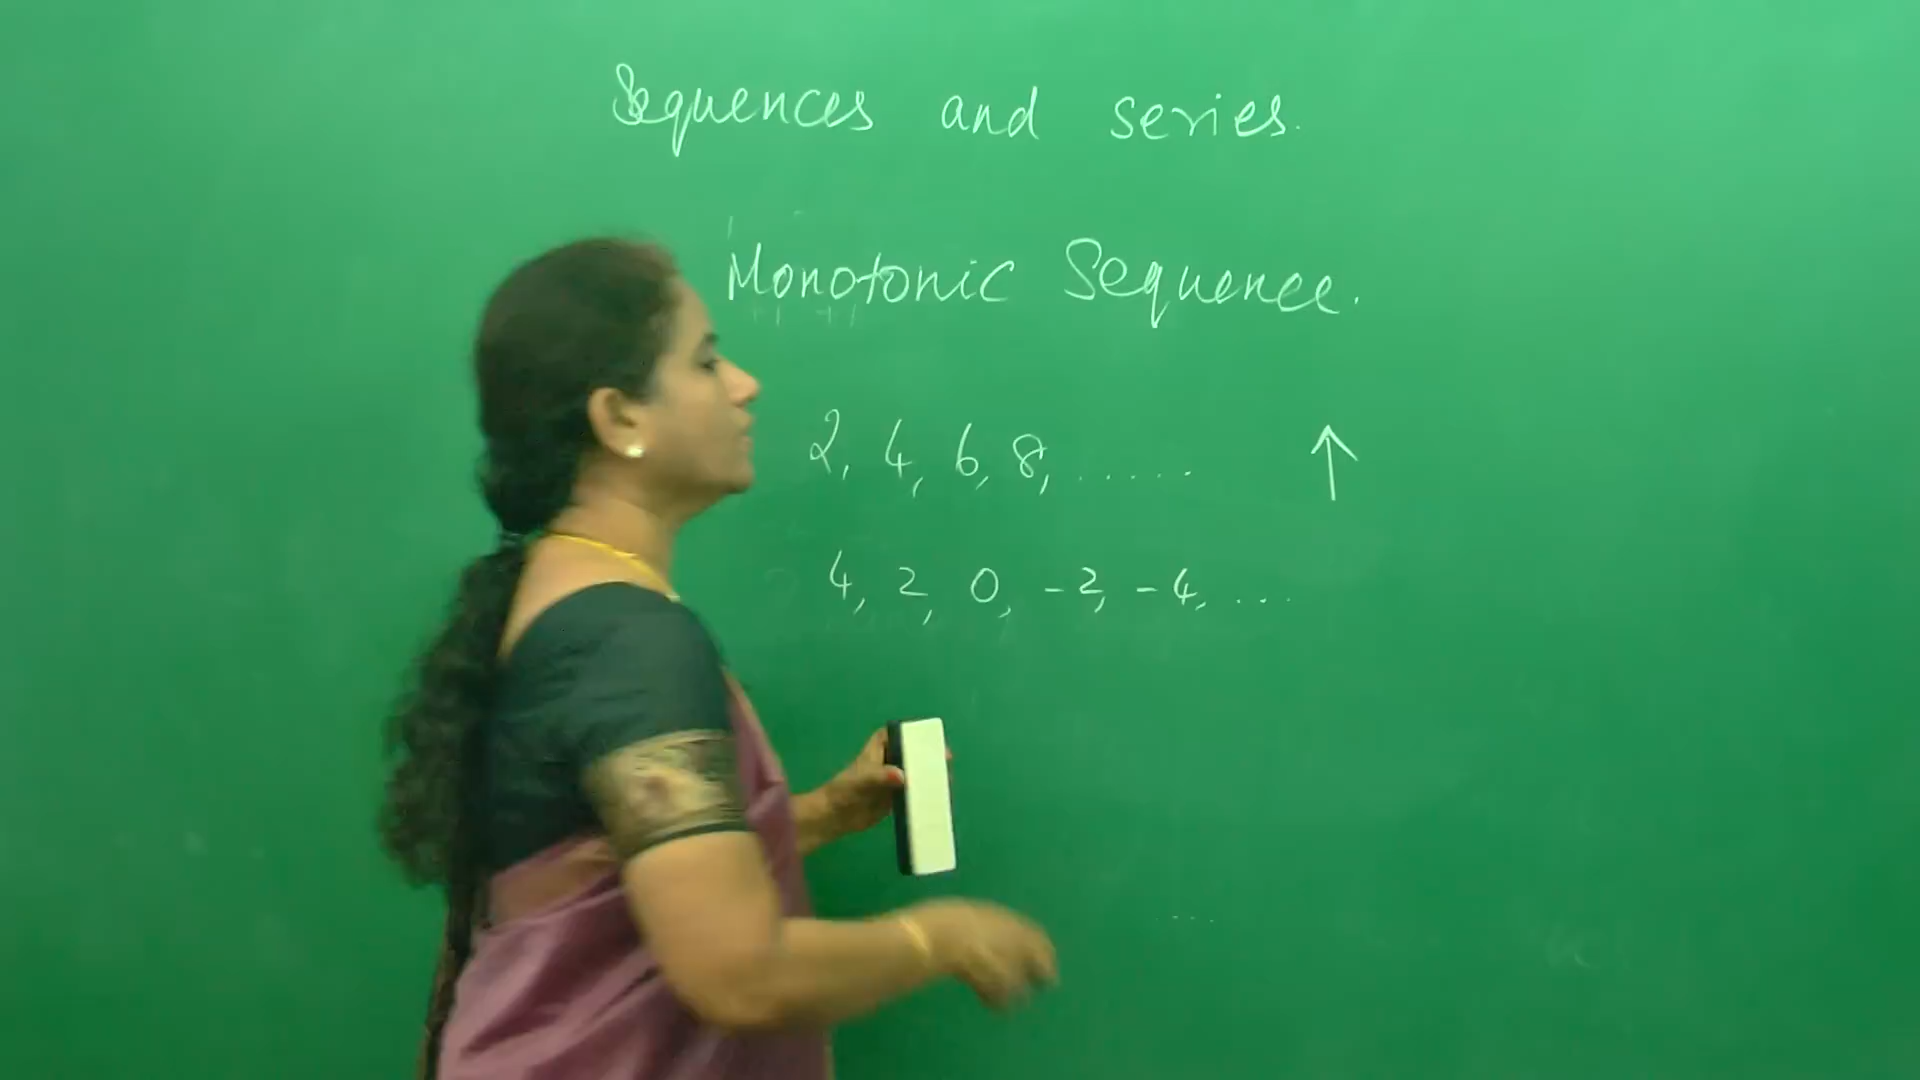 Sequences and series.
Monotonic Sequence.
2, 4, 6, 8, ..... ↑
4, 2, 0, -2, -4, ...